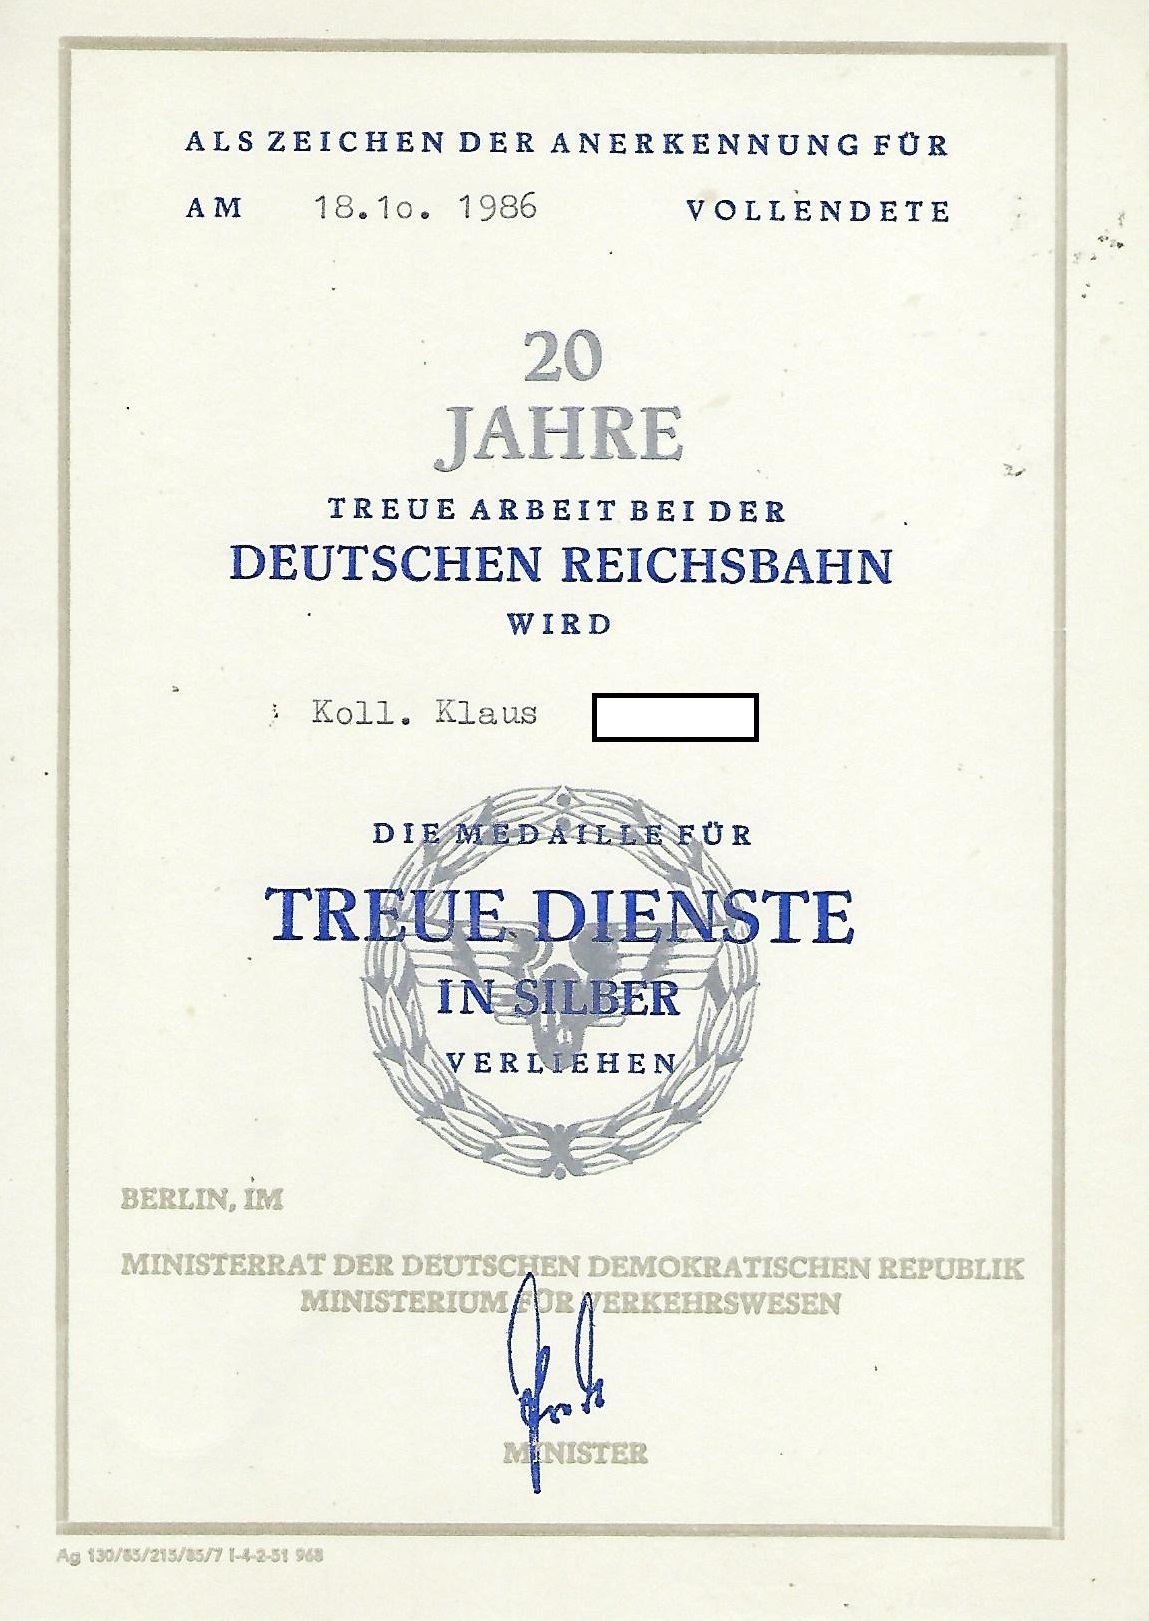 ALS ZEICHEN DER ANERKENNUNG FÜR
AM 18.1o. 1986 VOLLENDETE
20
JAHRE
TREUE ARBEIT BEI DER
DEUTSCHEN REICHSBAHN
WIRD
Koll. Klaus
DIE MEDAILLE FÜR
TREUE DIENSTE
IN SILBER
VERLIEHEN
BERLIN, IM
MINISTERRAT DER DEUTSCHEN DEMOKRATISCHEN REPUBLIK
MINISTERIUM FÜR VERKEHRSWESEN
MINISTER
Ag 130/85/215/85/7 I-4-2-51 968